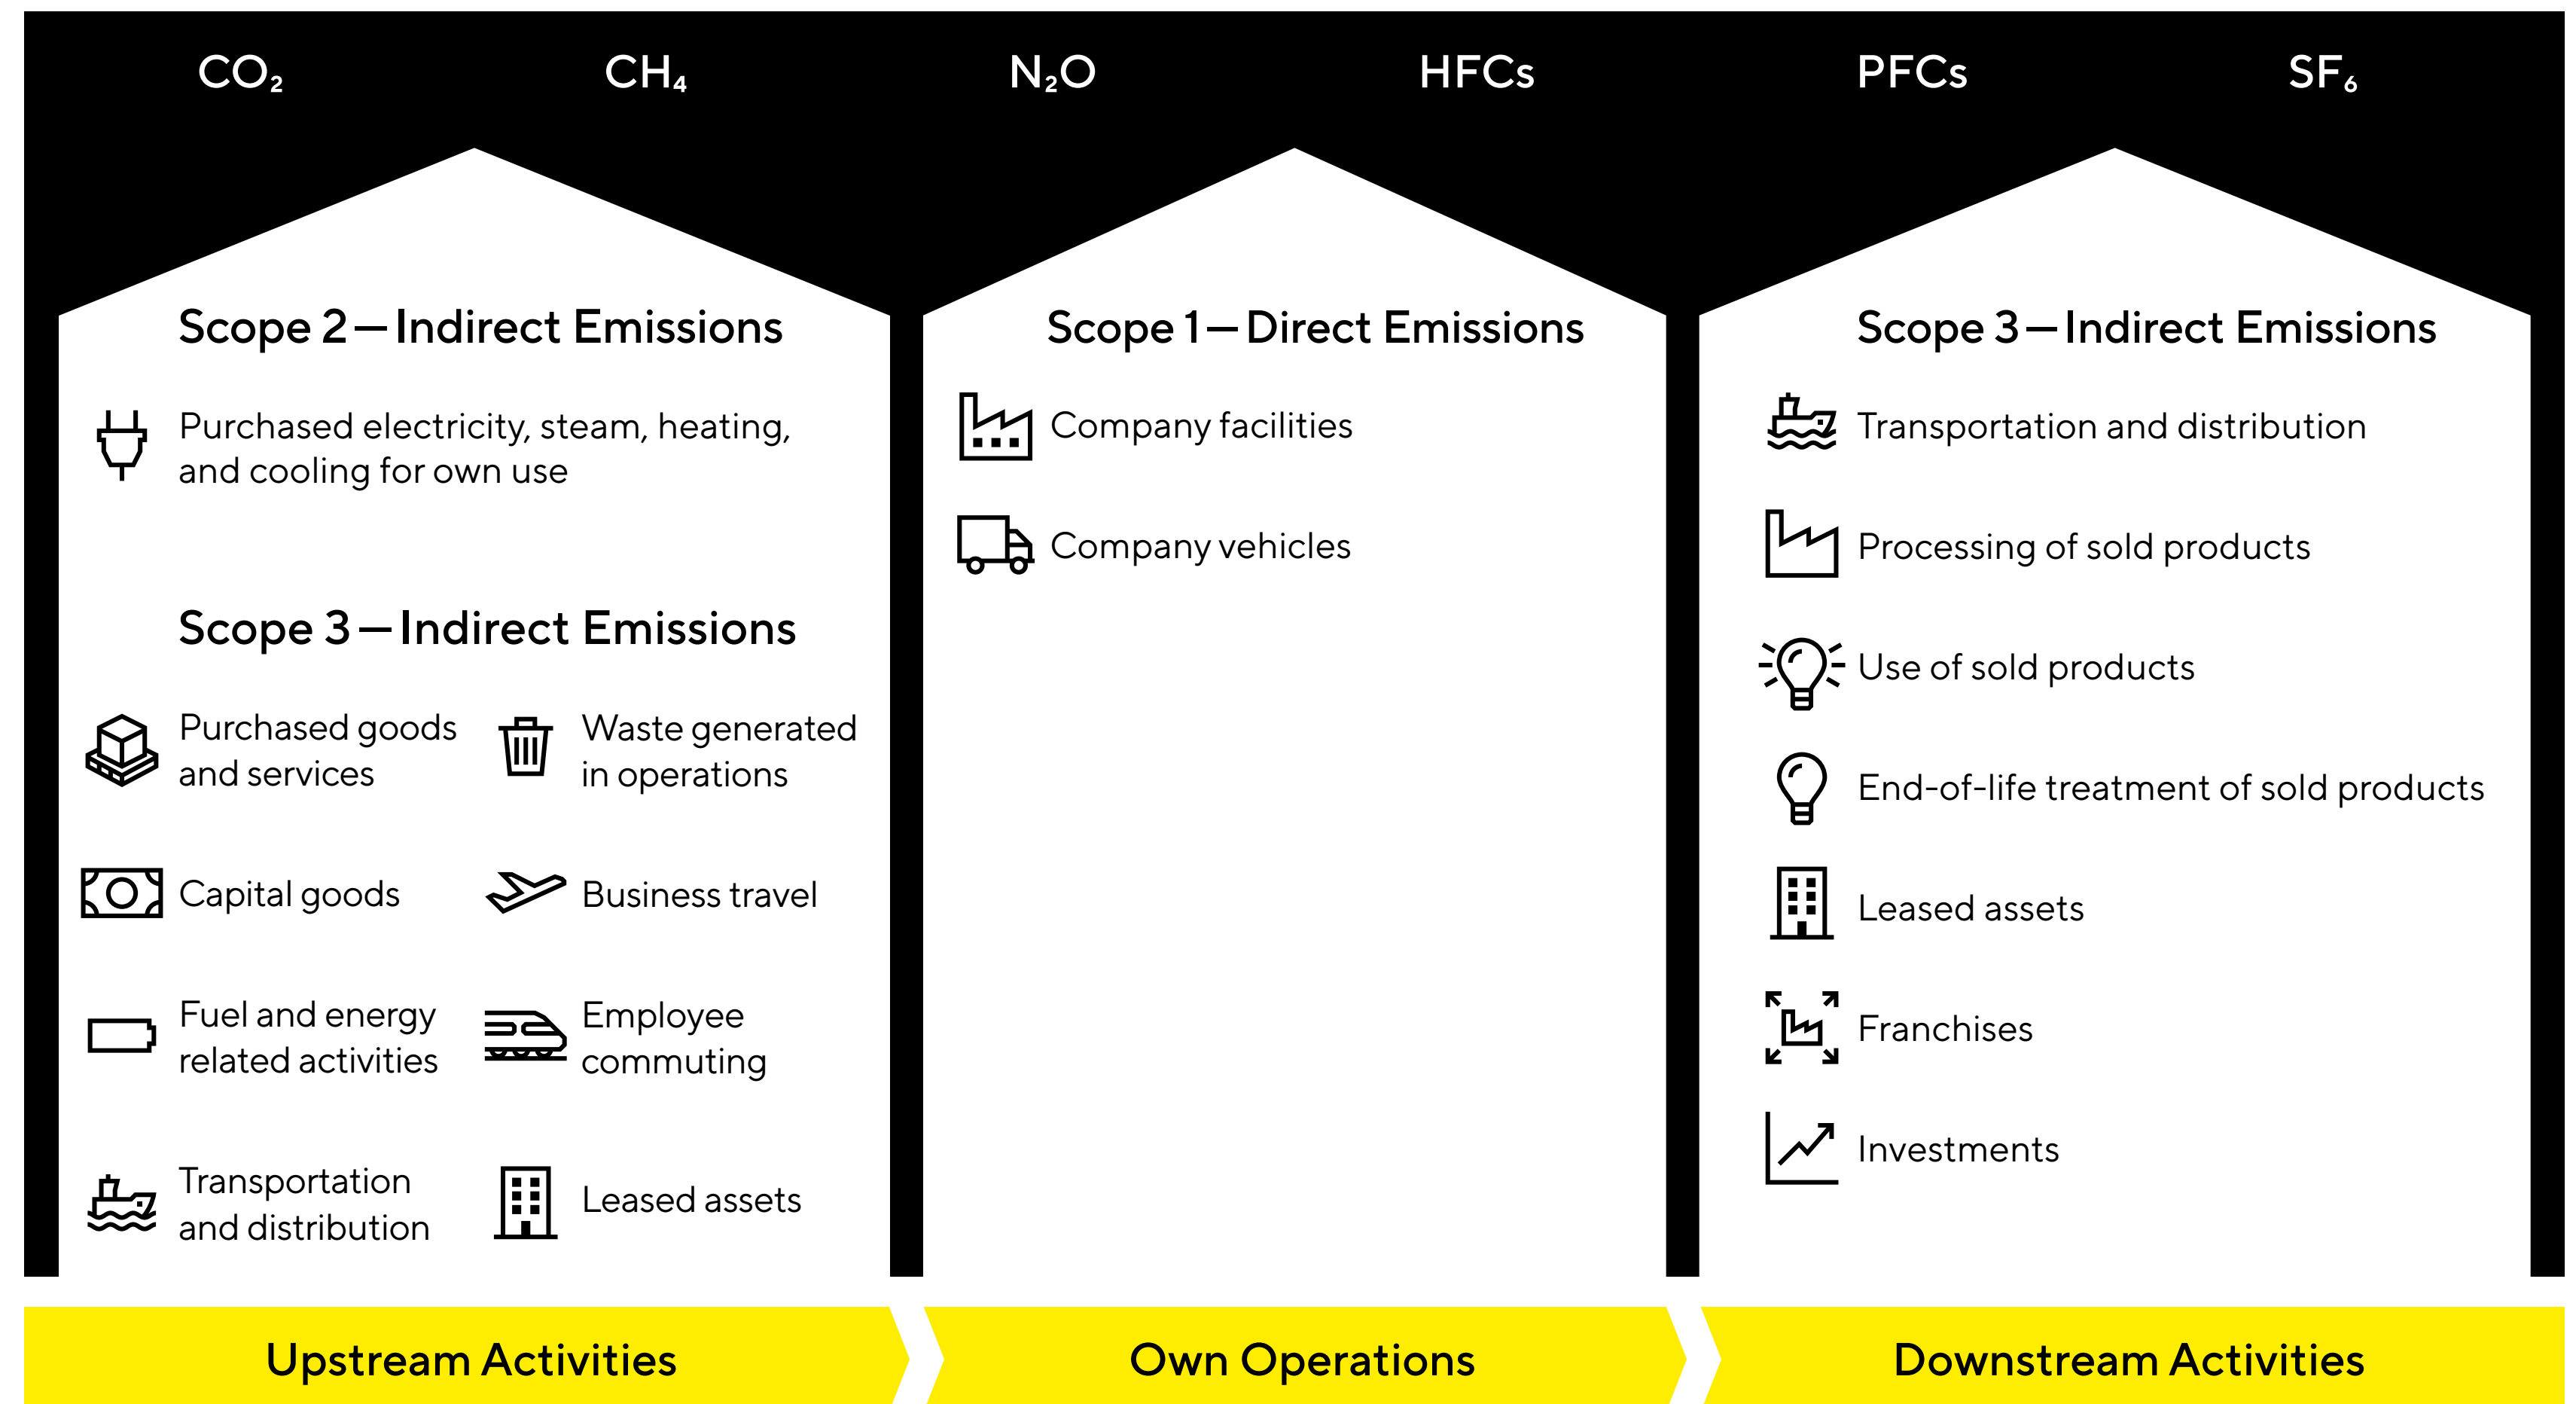 CO₂
CH₄
N₂O
HFCs
PFCs
SF₆
Scope 2—Indirect Emissions
Purchased electricity, steam, heating,
and cooling for own use
Scope 3—Indirect Emissions
Purchased goods
and services
Capital goods
Fuel and energy
related activities
Transportation
and distribution
Waste generated
in operations
Business travel
Employee
commuting
Leased assets
Scope 1—Direct Emissions
Company facilities
Company vehicles
Scope 3—Indirect Emissions
Transportation and distribution
Processing of sold products
Use of sold products
End-of-life treatment of sold products
Leased assets
Franchises
Investments
Upstream Activities
Own Operations
Downstream Activities